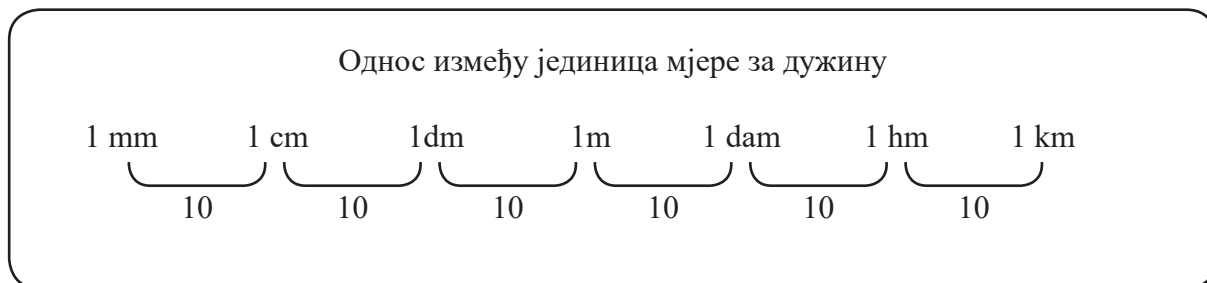 Однос између јединица мјере за дужину
1 mm 1 cm 1dm 1m 1 dam 1 hm 1 km
10 10 10 10 10 10